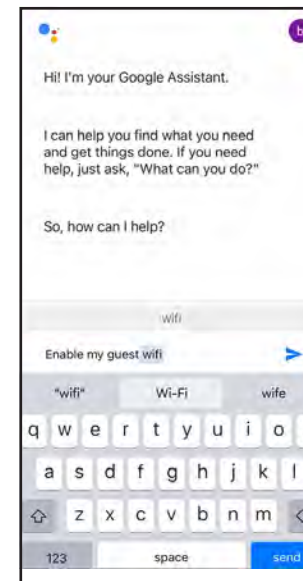 b
Hi! I'm your Google Assistant.
I can help you find what you need
and get things done. If you need
help, just ask, "What can you do?"
So, how can I help?
wifi
Enable my guest wifi
"wifi" Wi-Fi wife
q w e r t y u i o
a s d f g h j k l
z x c v b n m
123 space send